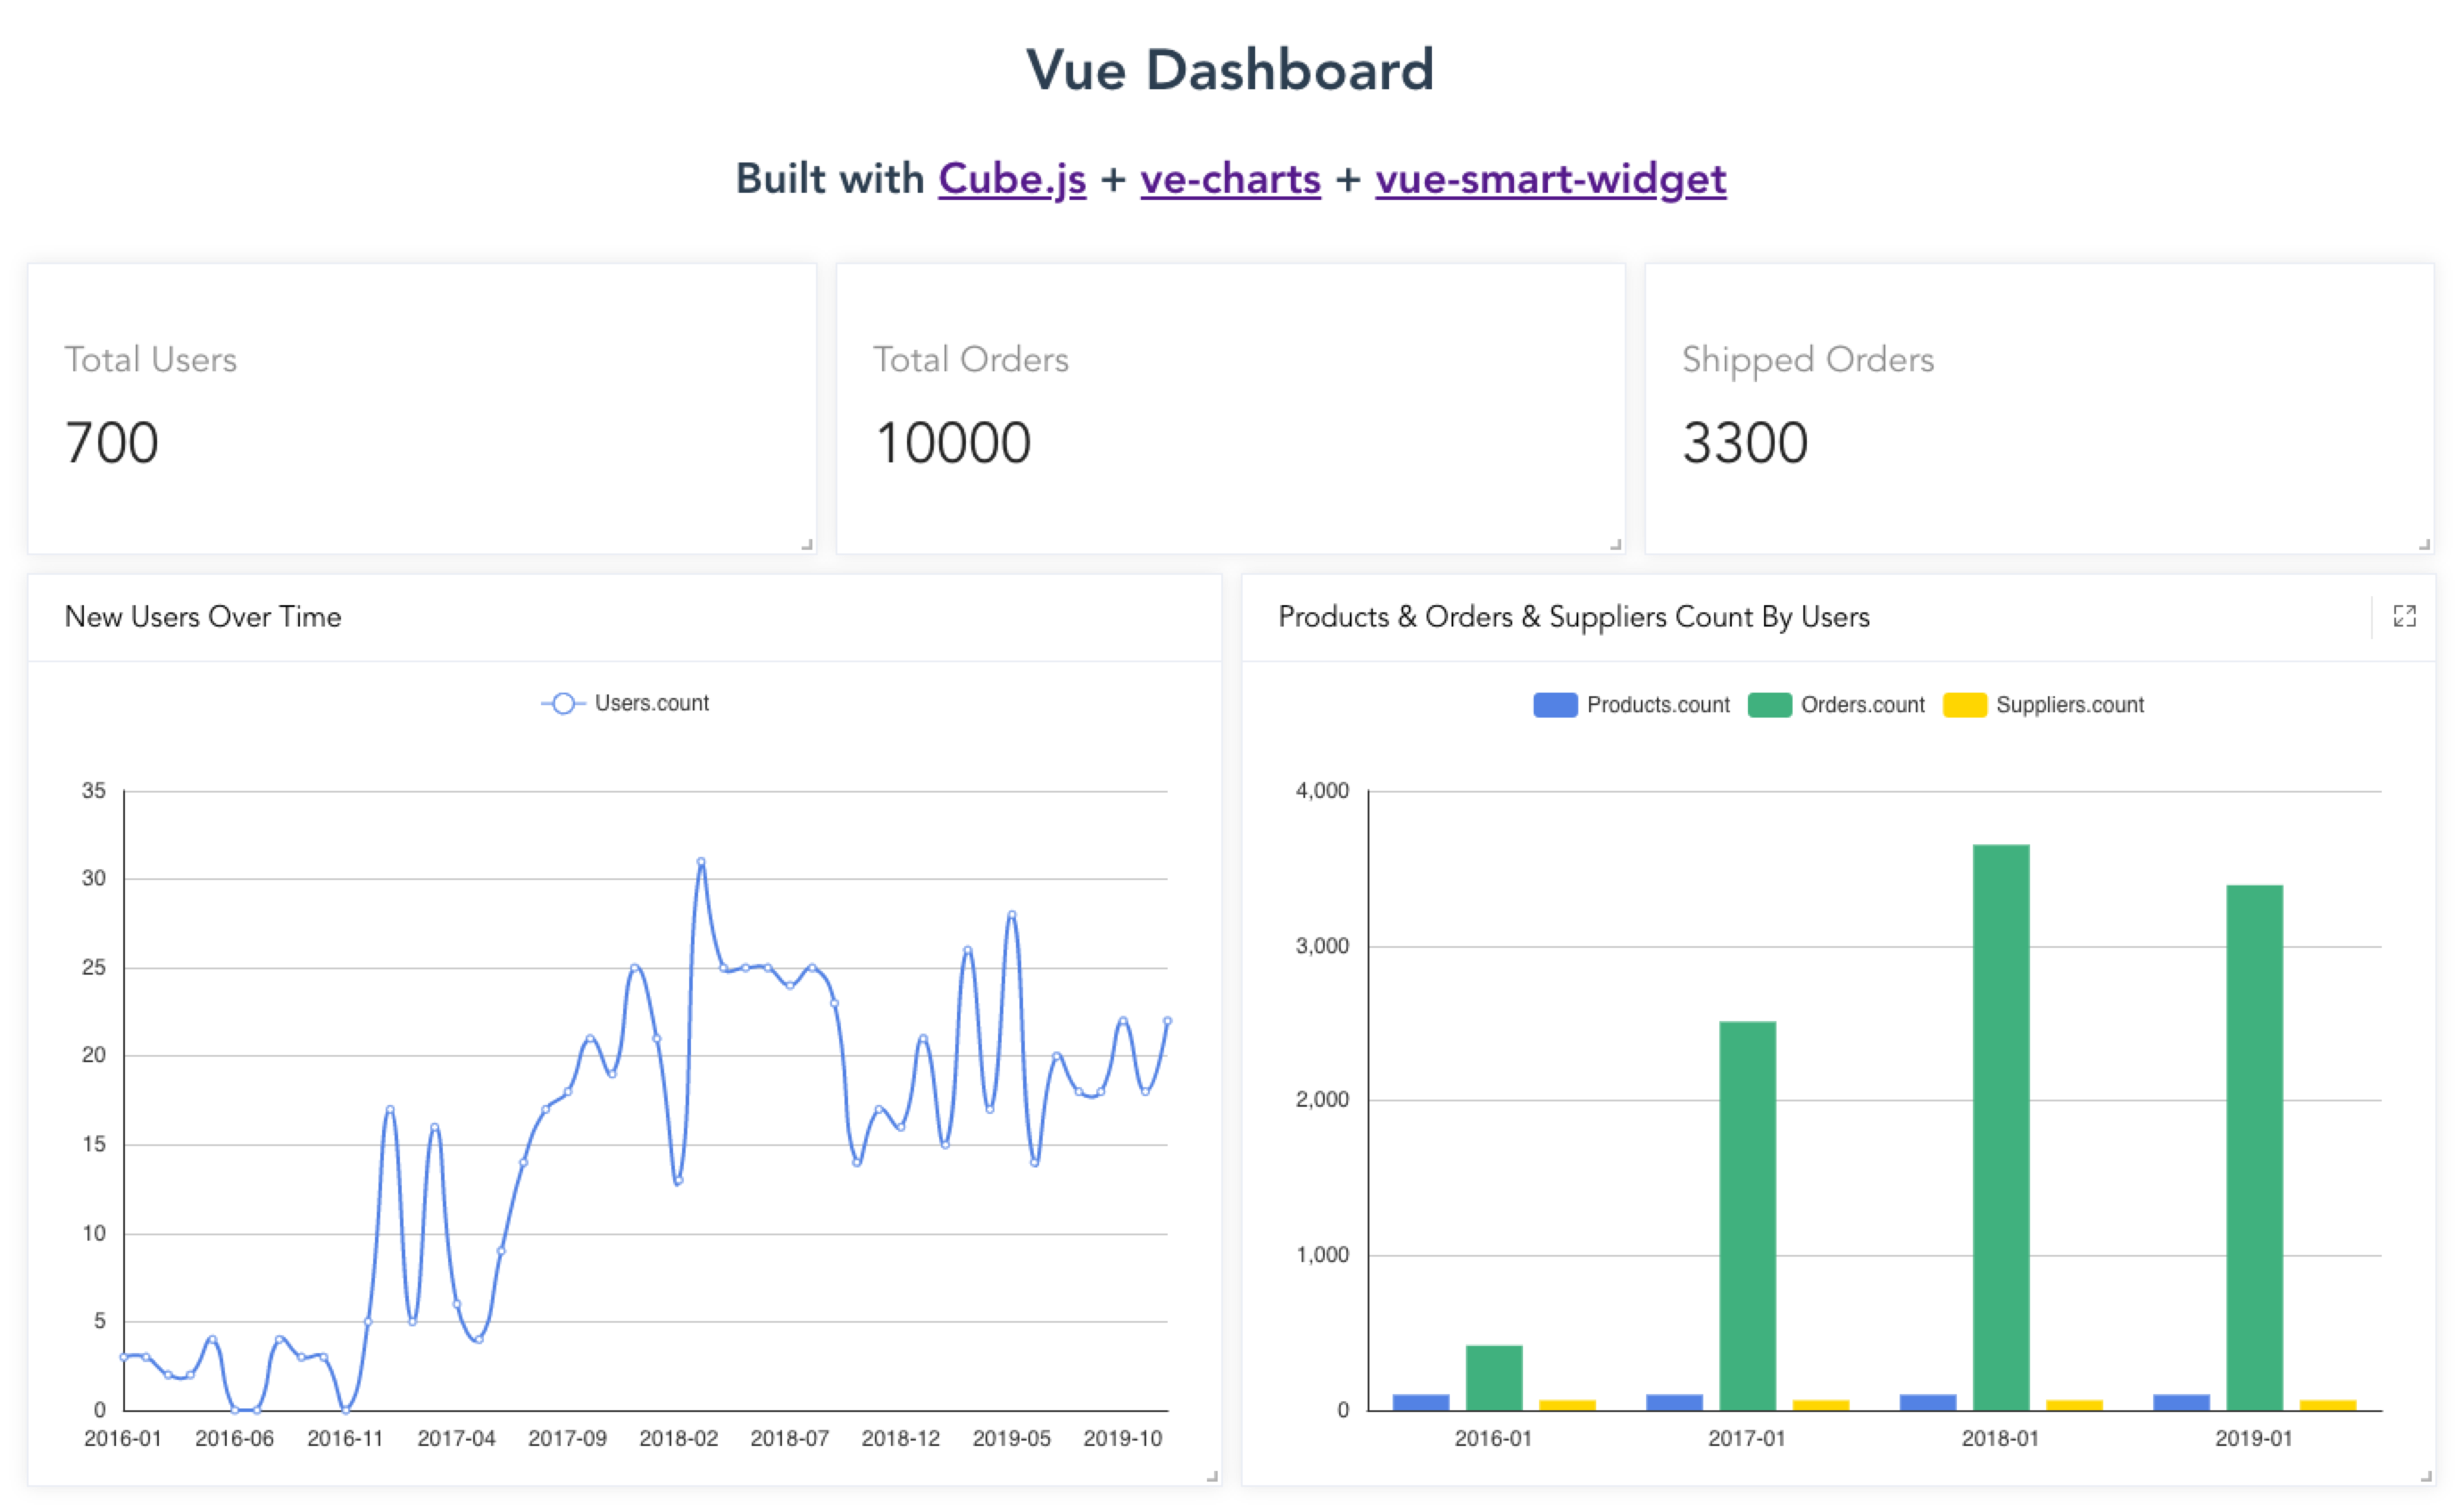 Vue Dashboard
Built with Cube.js + ve-charts + vue-smart-widget
Total Users
700
Total Orders
10000
Shipped Orders
3300
New Users Over Time
Users.count
35
30
25
20
15
10
5
0
2016-01 2016-06 2016-11 2017-04 2017-09 2018-02 2018-07 2018-12 2019-05 2019-10
Products & Orders & Suppliers Count By Users
Products.count Orders.count Suppliers.count
4,000
3,000
2,000
1,000
0
2016-01 2017-01 2018-01 2019-01